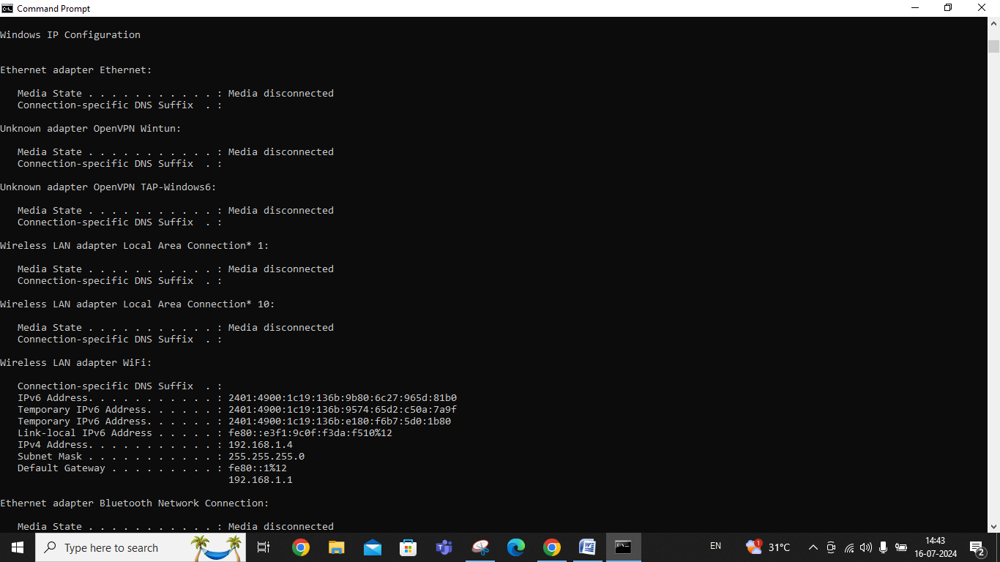 Command Prompt
Windows IP Configuration
Ethernet adapter Ethernet:
Media State . . . . . . . . . . . : Media disconnected
Connection-specific DNS Suffix  . :
Unknown adapter OpenVPN Wintun:
Media State . . . . . . . . . . . : Media disconnected
Connection-specific DNS Suffix  . :
Unknown adapter OpenVPN TAP-Windows6:
Media State . . . . . . . . . . . : Media disconnected
Connection-specific DNS Suffix  . :
Wireless LAN adapter Local Area Connection* 1:
Media State . . . . . . . . . . . : Media disconnected
Connection-specific DNS Suffix  . :
Wireless LAN adapter Local Area Connection* 10:
Media State . . . . . . . . . . . : Media disconnected
Connection-specific DNS Suffix  . :
Wireless LAN adapter WiFi:
Connection-specific DNS Suffix  . :
IPv6 Address. . . . . . . . . . . : 2401:4900:1c19:136b:9b80:6c27:965d:81b0
Temporary IPv6 Address. . . . . . : 2401:4900:1c19:136b:9574:65d2:c50a:7a9f
Temporary IPv6 Address. . . . . . : 2401:4900:1c19:136b:e180:f6b7:5d0:1b80
Link-local IPv6 Address . . . . . : fe80::e3f1:9c0f:f3da:f510%12
IPv4 Address. . . . . . . . . . . : 192.168.1.4
Subnet Mask . . . . . . . . . . . : 255.255.255.0
Default Gateway . . . . . . . . . : fe80::1%12
192.168.1.1
Ethernet adapter Bluetooth Network Connection:
Media State . . . . . . . . . . . : Media disconnected
Type here to search
EN
1
31°C
14:43
16-07-2024
2